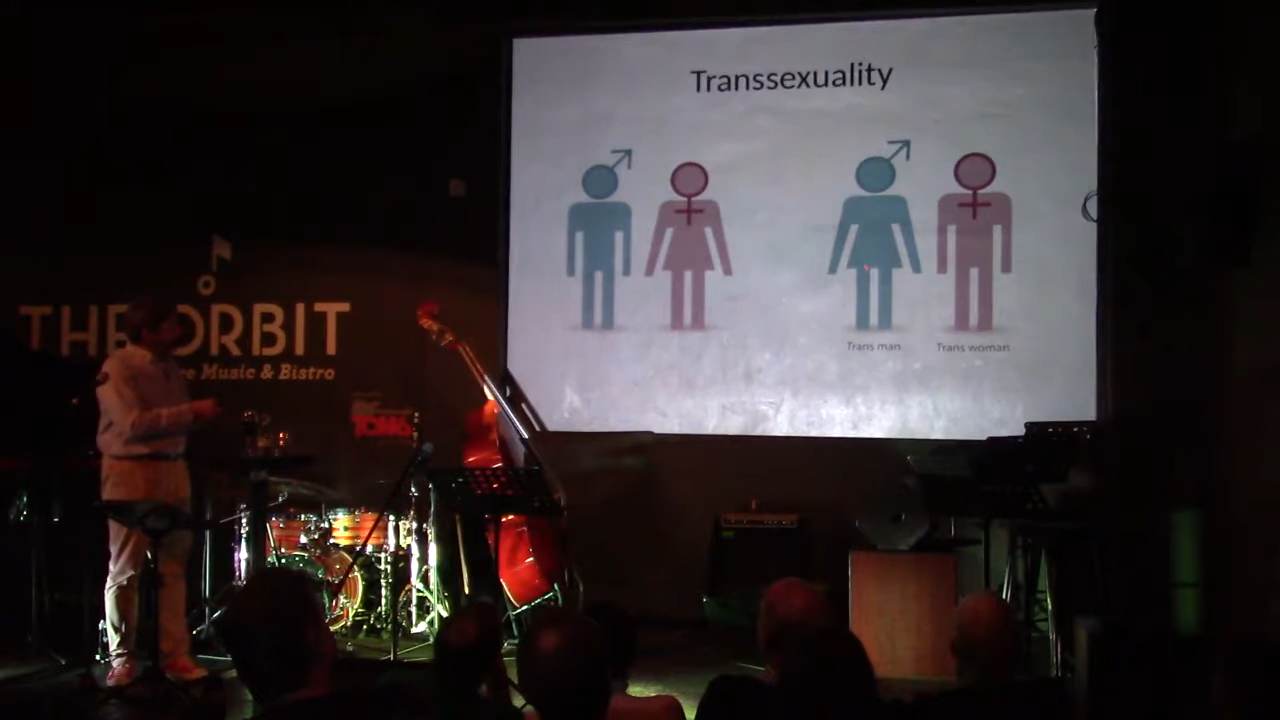 Transsexuality
Trans man
Trans woman
THE ORBIT
Music & Bistro